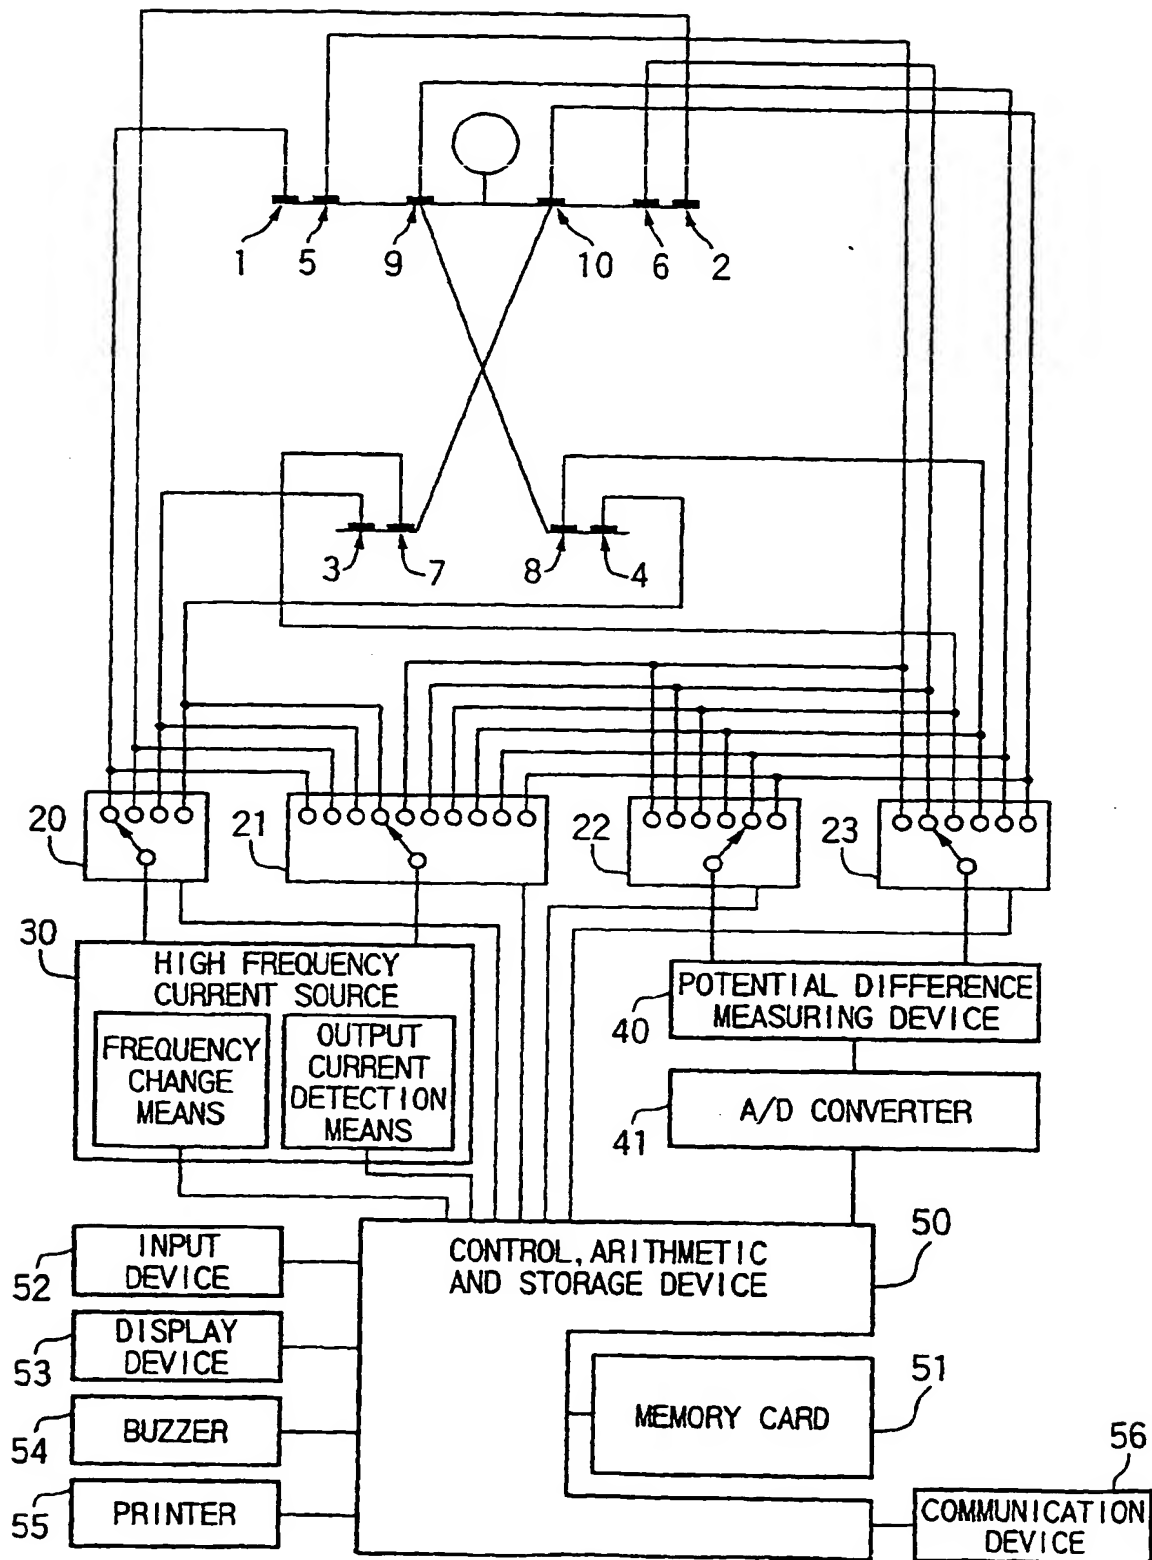 1
5
9
10
6
2
3
7
8
4
20
21
22
23
30
HIGH FREQUENCY
CURRENT SOURCE
FREQUENCY
CHANGE
MEANS
OUTPUT
CURRENT
DETECTION
MEANS
40
POTENTIAL DIFFERENCE
MEASURING DEVICE
41
A/D CONVERTER
50
CONTROL, ARITHMETIC
AND STORAGE DEVICE
52
INPUT
DEVICE
53
DISPLAY
DEVICE
54
BUZZER
55
PRINTER
51
MEMORY CARD
56
COMMUNICATION
DEVICE